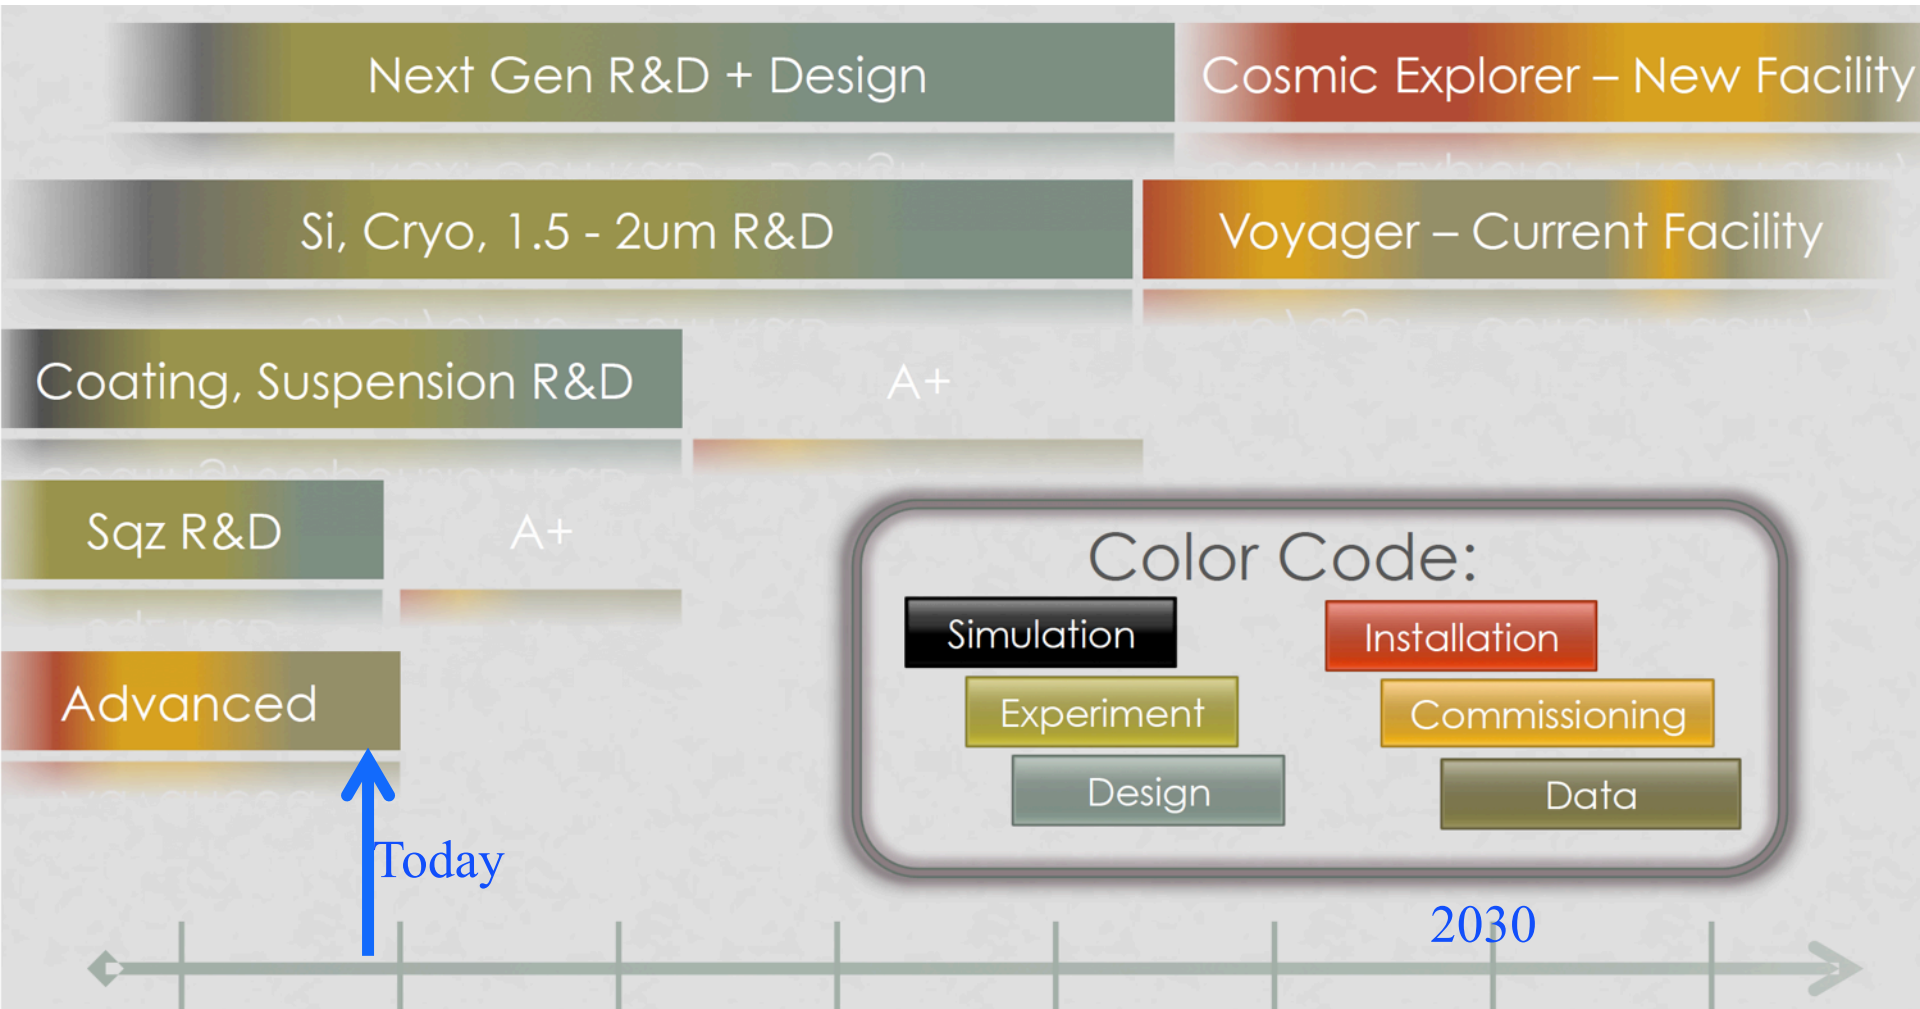 Next Gen R&D + Design
Cosmic Explorer – New Facility
Si, Cryo, 1.5 - 2um R&D
Voyager – Current Facility
Coating, Suspension R&D
A+
Sqz R&D
A+
Advanced
Today
Color Code:
Simulation
Installation
Experiment
Commissioning
Design
Data
2030